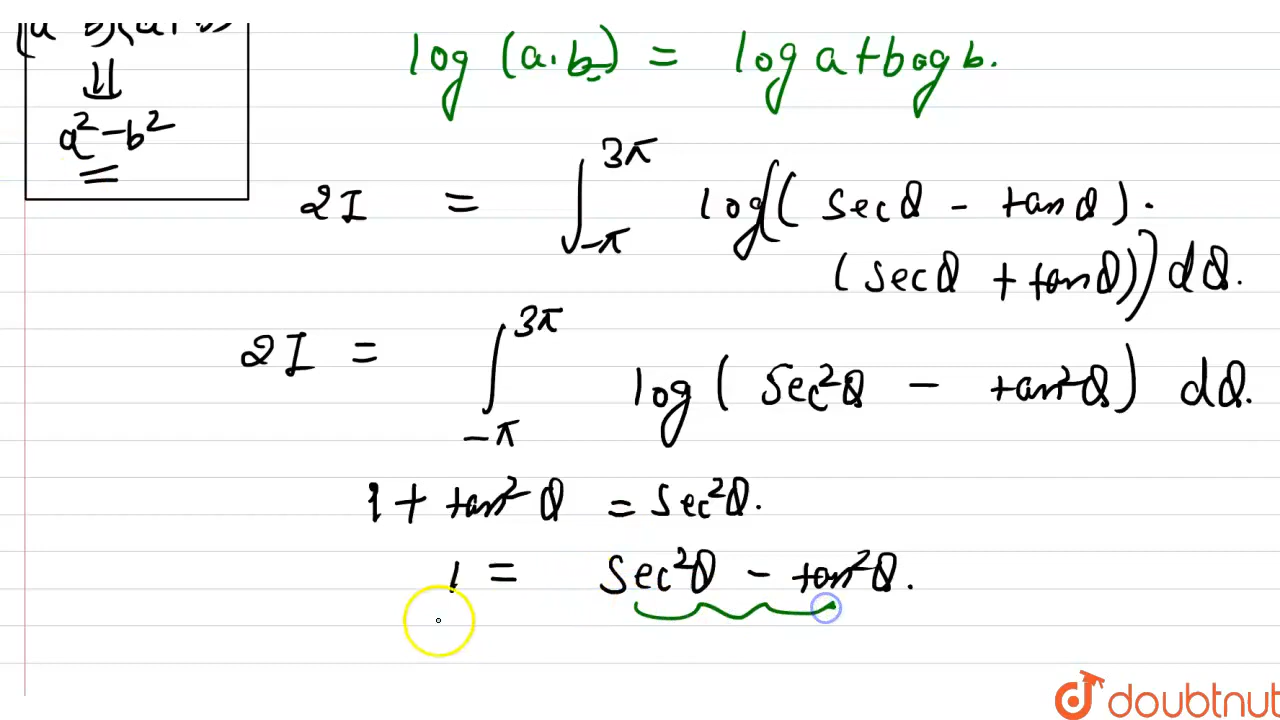 (a - b)(a + b)
⇓
a² - b²
log (a.b) = log a + bog b.
2I = ∫_{-π}^{3π} log((secθ - tanθ).
(secθ + tanθ))dθ.
2I = ∫_{-π}^{3π} log(sec²θ - tan²θ) dθ.
1 + tan²θ = sec²θ.
1 = sec²θ - tan²θ.
doubtnut